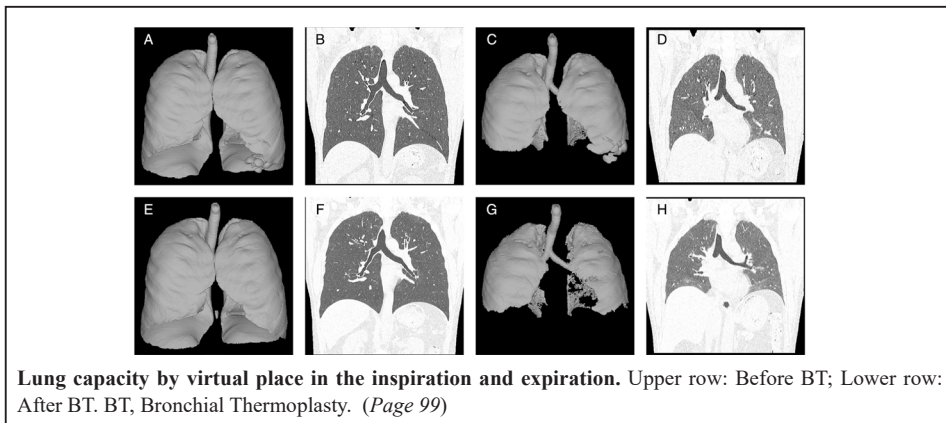 A B C D
E F G H
Lung capacity by virtual place in the inspiration and expiration. Upper row: Before BT; Lower row:
After BT. BT, Bronchial Thermoplasty. (Page 99)